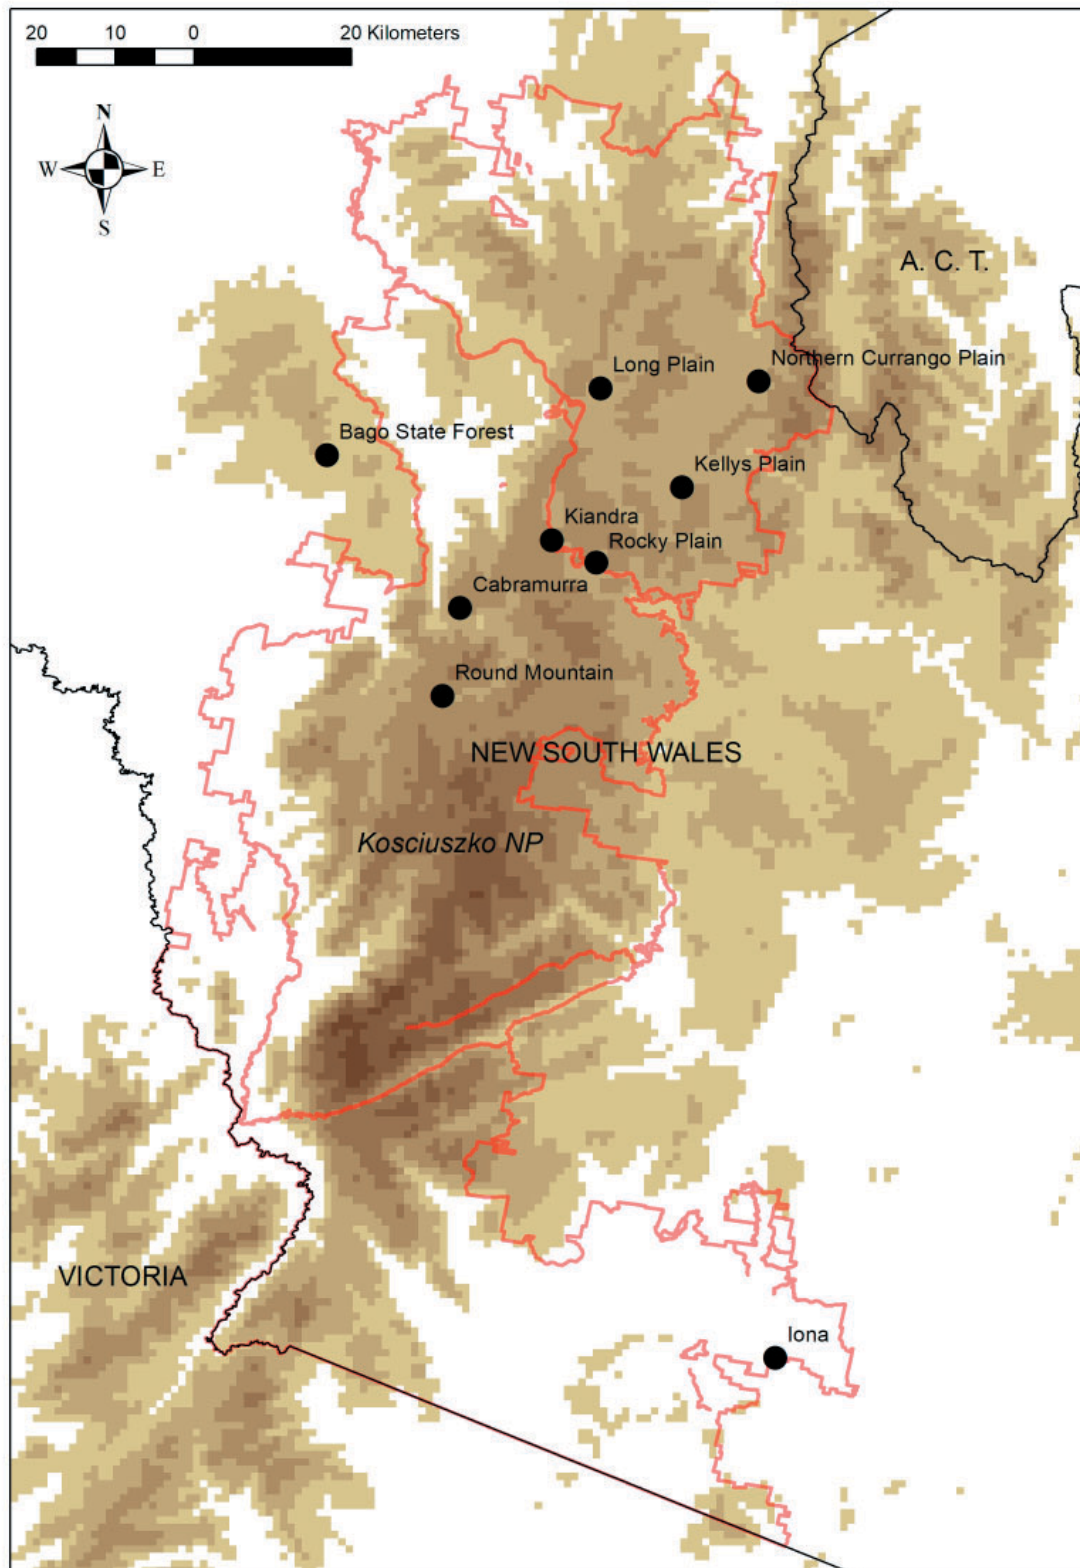 20 10 0 20 Kilometers
N
W E
S
A. C. T.
Long Plain
Northern Currango Plain
Bago State Forest
Kellys Plain
Kiandra
Rocky Plain
Cabramurra
Round Mountain
NEW SOUTH WALES
Kosciuszko NP
VICTORIA
Iona